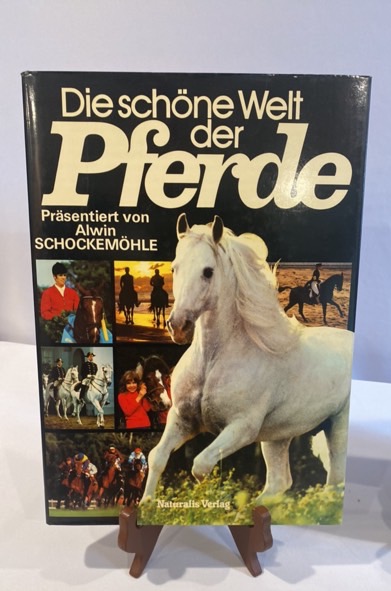 Die schöne Welt
der
Pferde
Präsentiert von
Alwin
SCHOCKEMÖHLE
Naturalis Verlag